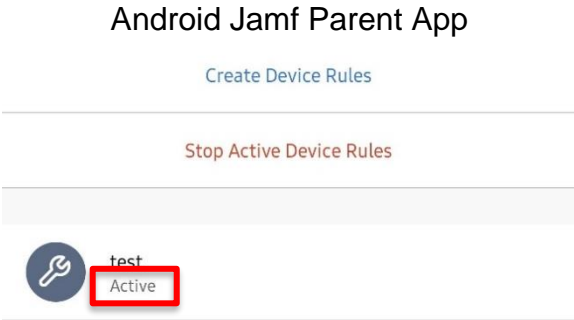 Android Jamf Parent App
Create Device Rules
Stop Active Device Rules
test
Active